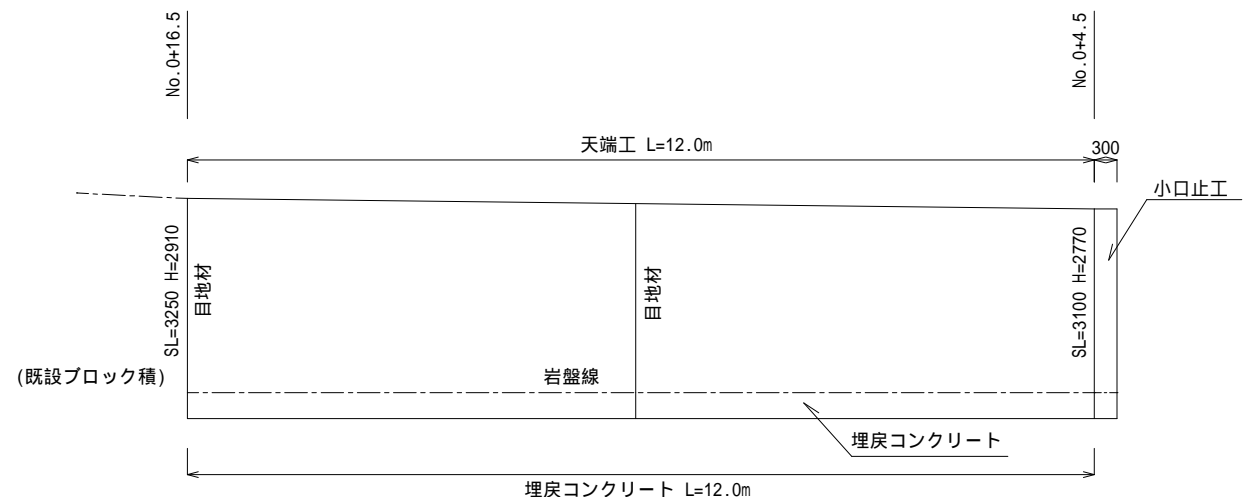 No.0+16.5
No.0+4.5
天端工 L=12.0m
300
小口止工
SL=3250 H=2910
目地材
目地材
SL=3100 H=2770
(既設ブロック積)
岩盤線
埋戻コンクリート
埋戻コンクリート L=12.0m